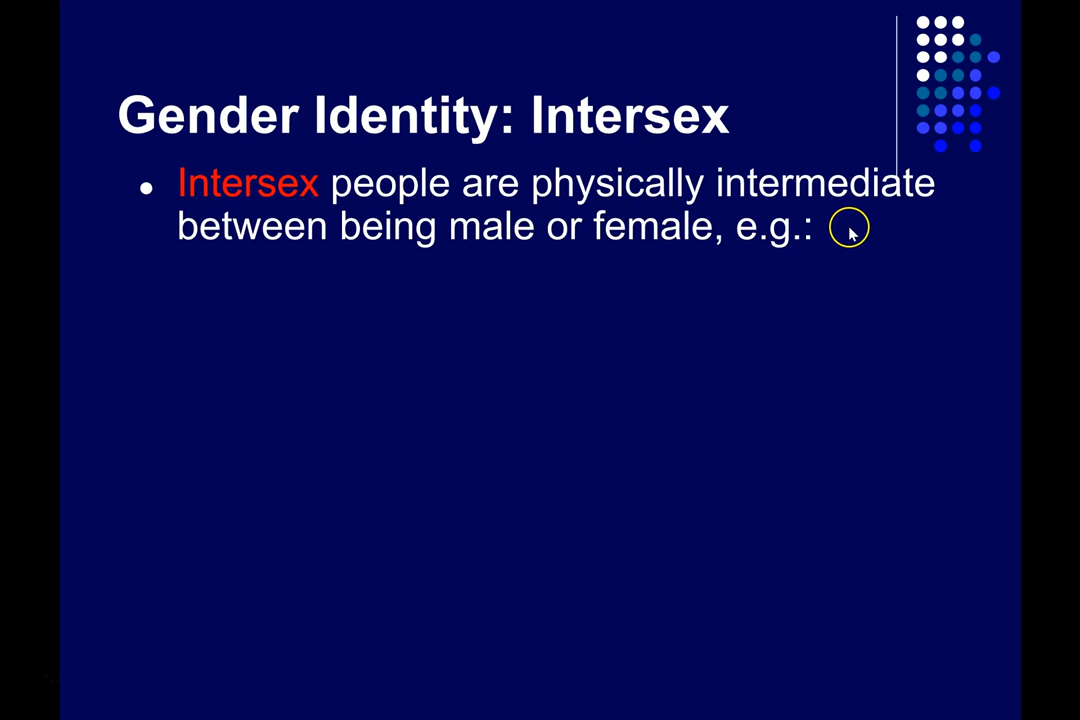 Gender Identity: Intersex
● Intersex people are physically intermediate
between being male or female, e.g.: